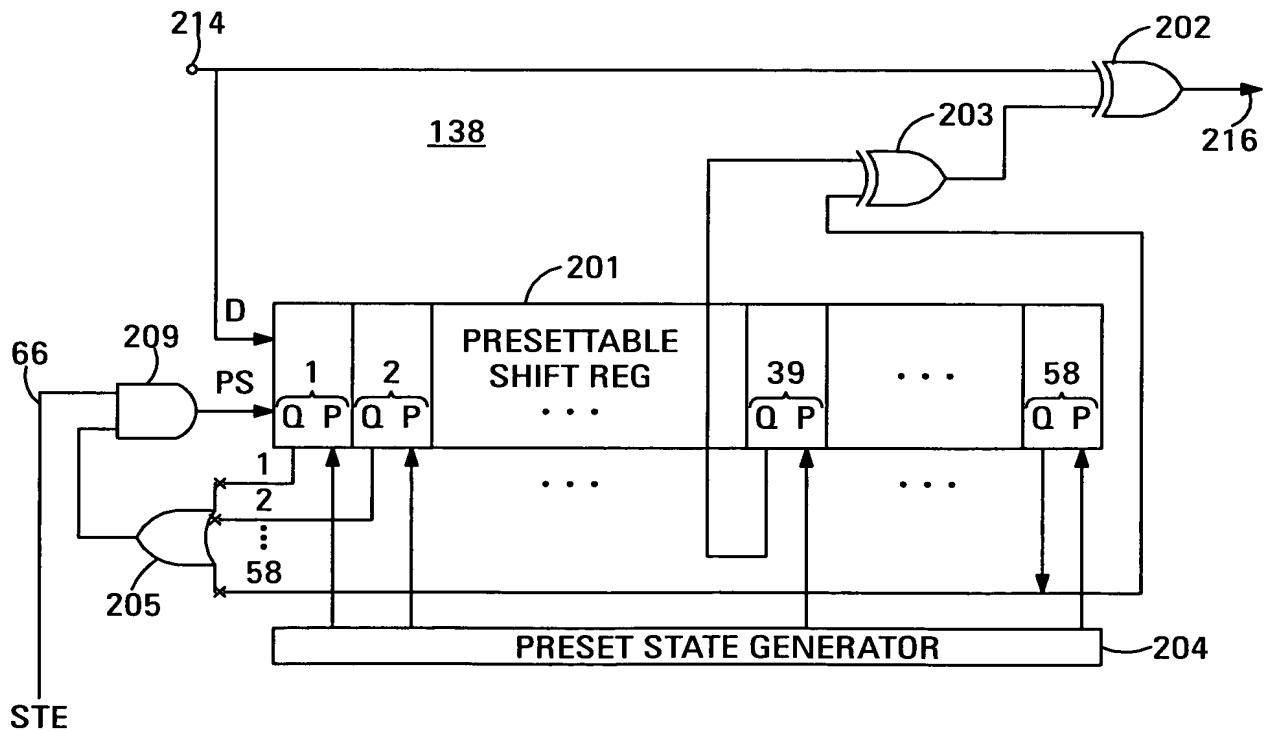 214
202
138
203
216
201
D
66
209
PS
PRESETTABLE
SHIFT REG
• • •
1
Q P
2
Q P
39
Q P
• • •
58
Q P
1
2
58
• • •
• • •
205
PRESET STATE GENERATOR
204
STE